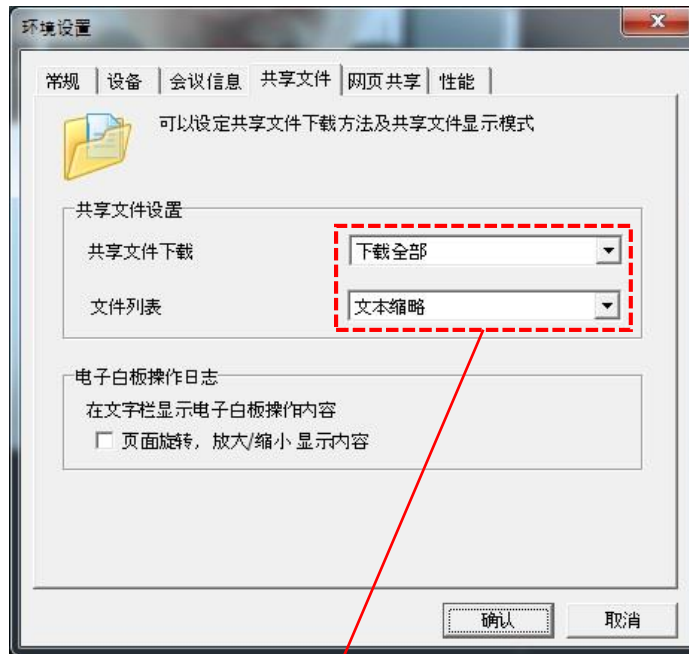 环境设置
常规 设备 会议信息 共享文件 网页共享 性能
可以设定共享文件下载方法及共享文件显示模式
共享文件设置
共享文件下载 下载全部
文件列表 文本缩略
电子白板操作日志
在文字栏显示电子白板操作内容
页面旋转，放大/缩小 显示内容
确认 取消